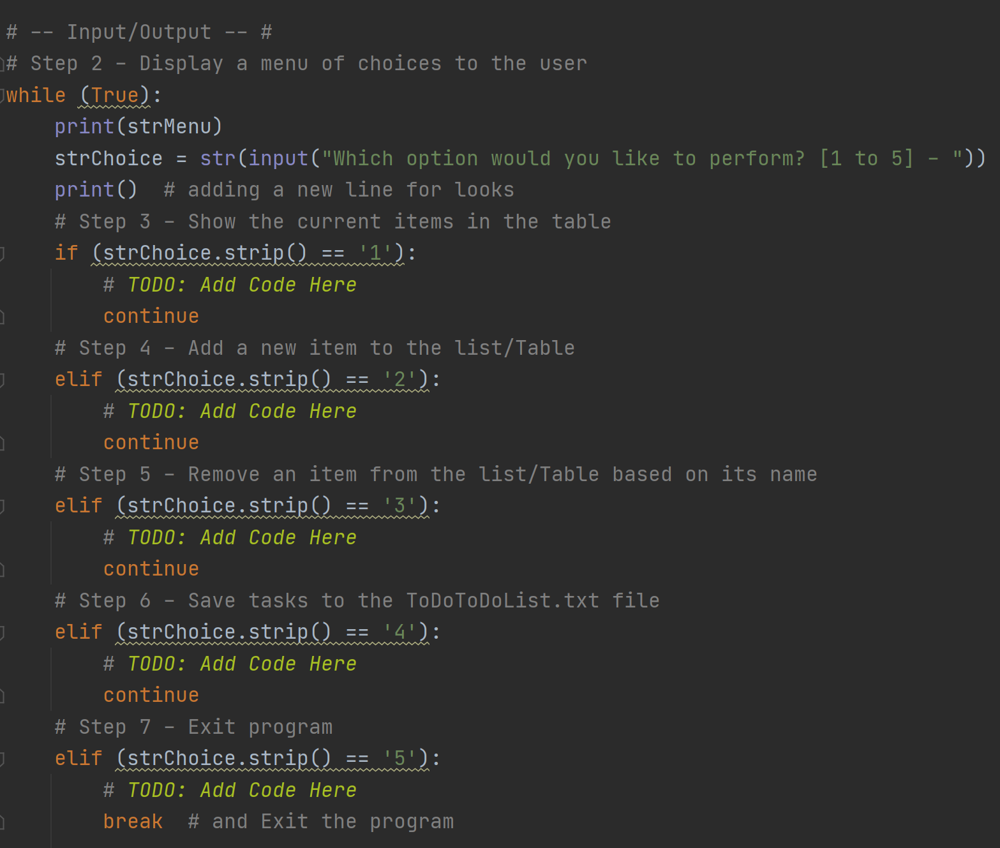 # -- Input/Output -- #
# Step 2 - Display a menu of choices to the user
while (True):
    print(strMenu)
    strChoice = str(input("Which option would you like to perform? [1 to 5] - "))
    print()  # adding a new line for looks
    # Step 3 - Show the current items in the table
    if (strChoice.strip() == '1'):
        # TODO: Add Code Here
        continue
    # Step 4 - Add a new item to the list/Table
    elif (strChoice.strip() == '2'):
        # TODO: Add Code Here
        continue
    # Step 5 - Remove an item from the list/Table based on its name
    elif (strChoice.strip() == '3'):
        # TODO: Add Code Here
        continue
    # Step 6 - Save tasks to the ToDoToDoList.txt file
    elif (strChoice.strip() == '4'):
        # TODO: Add Code Here
        continue
    # Step 7 - Exit program
    elif (strChoice.strip() == '5'):
        # TODO: Add Code Here
        break  # and Exit the program